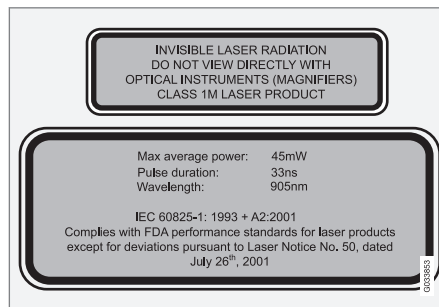 INVISIBLE LASER RADIATION
DO NOT VIEW DIRECTLY WITH
OPTICAL INSTRUMENTS (MAGNIFIERS)
CLASS 1M LASER PRODUCT
Max average power: 45mW
Pulse duration: 33ns
Wavelength: 905nm
IEC 60825-1: 1993 + A2:2001
Complies with FDA performance standards for laser products
except for deviations pursuant to Laser Notice No. 50, dated
July 26th, 2001
G033853